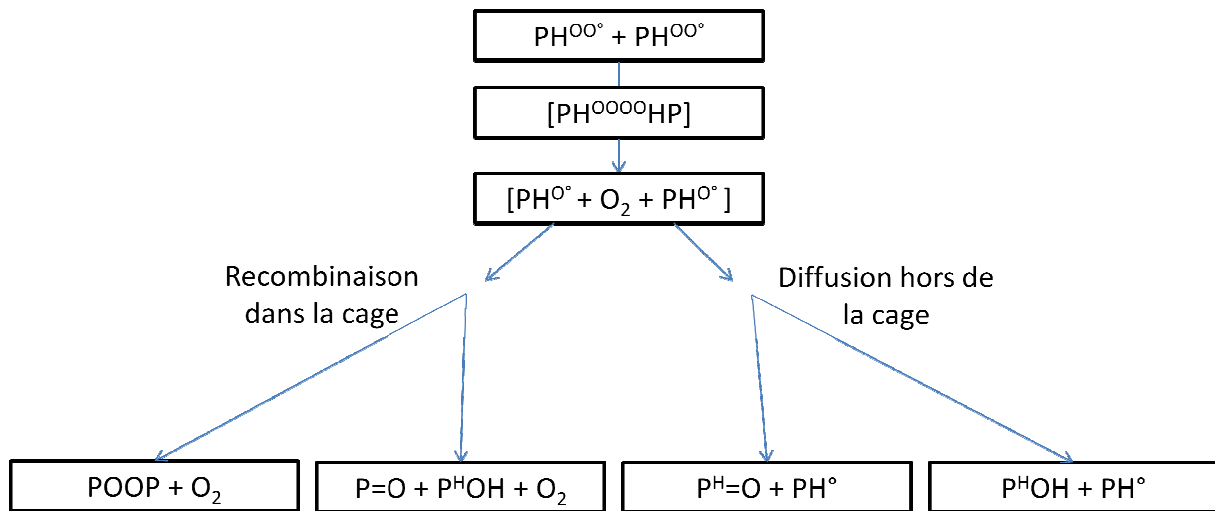 PHᴼᴼ° + PHᴼᴼ°
[PHᴼᴼᴼᴼHP]
[PHᴼ° + O₂ + PHᴼ° ]
Recombinaison
dans la cage
Diffusion hors de
la cage
POOP + O₂
P=O + PᴴOH + O₂
Pᴴ=O + PH°
PᴴOH + PH°